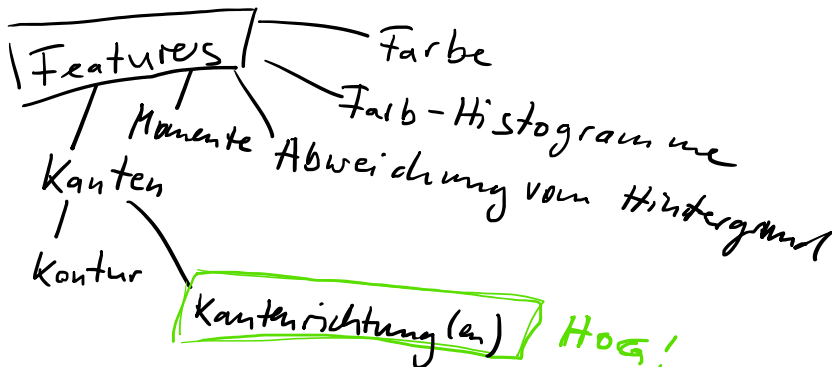 Features
Farbe
Farb-Histogramme
Momente
Abweichung vom Hintergrund
Kanten
Kontur
Kantenrichtung(en)
HoG!